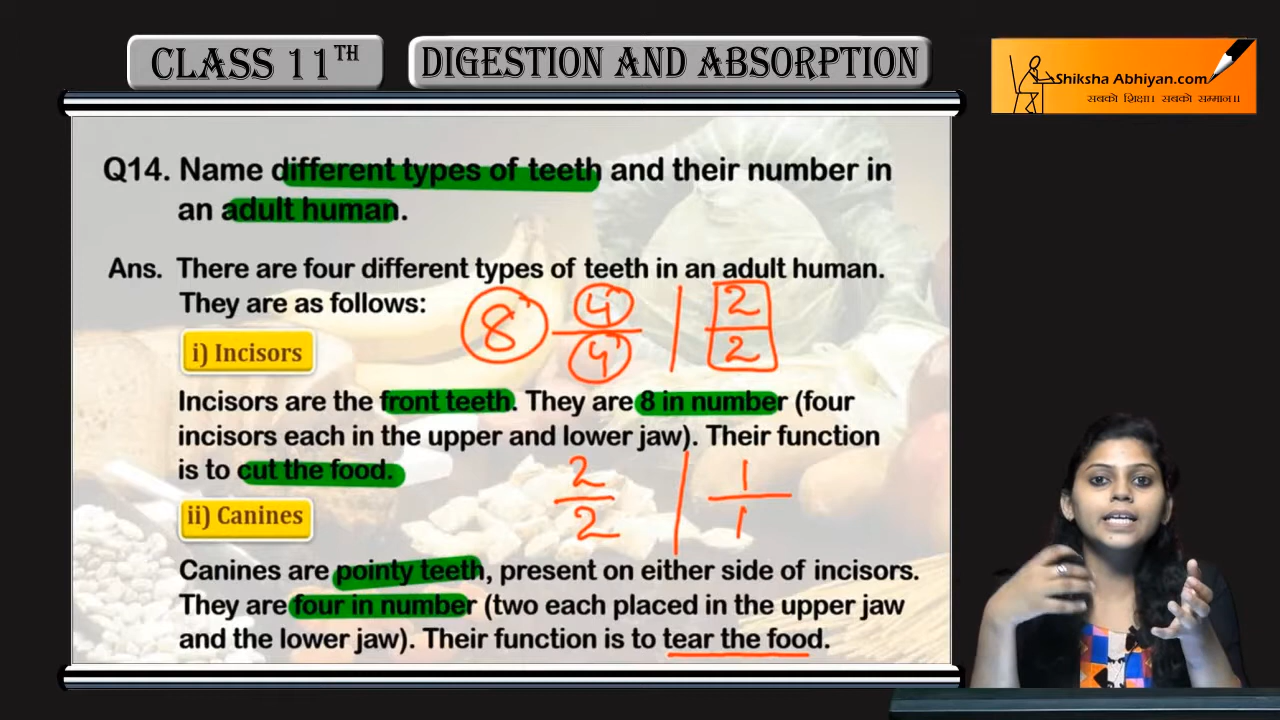 CLASS 11TH
DIGESTION AND ABSORPTION
Shiksha Abhiyan.com
सबको शिक्षा। सबको सम्मान॥
Q14. Name different types of teeth and their number in
an adult human.
Ans. There are four different types of teeth in an adult human.
They are as follows:
8 4/4 | 2/2
i) Incisors
Incisors are the front teeth. They are 8 in number (four
incisors each in the upper and lower jaw). Their function
is to cut the food.
2/2 | 1/1
ii) Canines
Canines are pointy teeth, present on either side of incisors.
They are four in number (two each placed in the upper jaw
and the lower jaw). Their function is to tear the food.